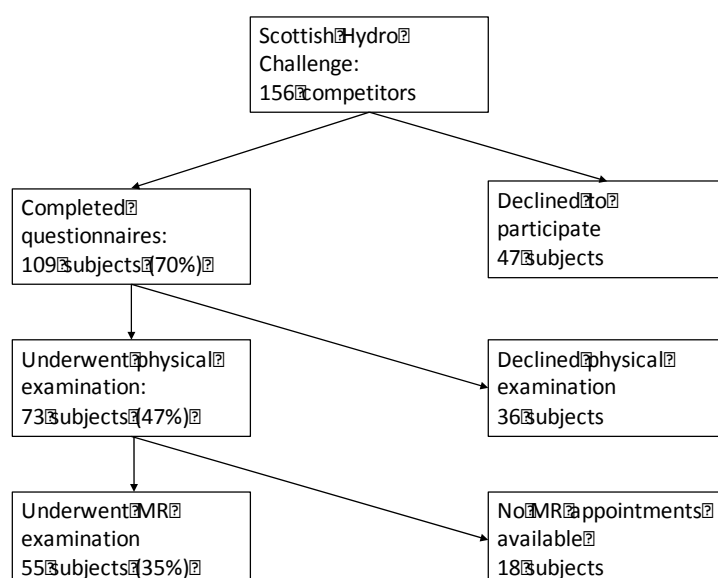 Scottish⍰Hydro⍰
Challenge:
156⍰competitors
Completed⍰
questionnaires:
109⍰subjects⍰(70%)⍰
Declined⍰to⍰
participate
47⍰subjects
Underwent⍰physical⍰
examination:
73⍰subjects⍰(47%)⍰
Declined⍰physical⍰
examination
36⍰subjects
Underwent⍰MR⍰
examination
55⍰subjects⍰(35%)⍰
No⍰MR⍰appointments⍰
available⍰
18⍰subjects